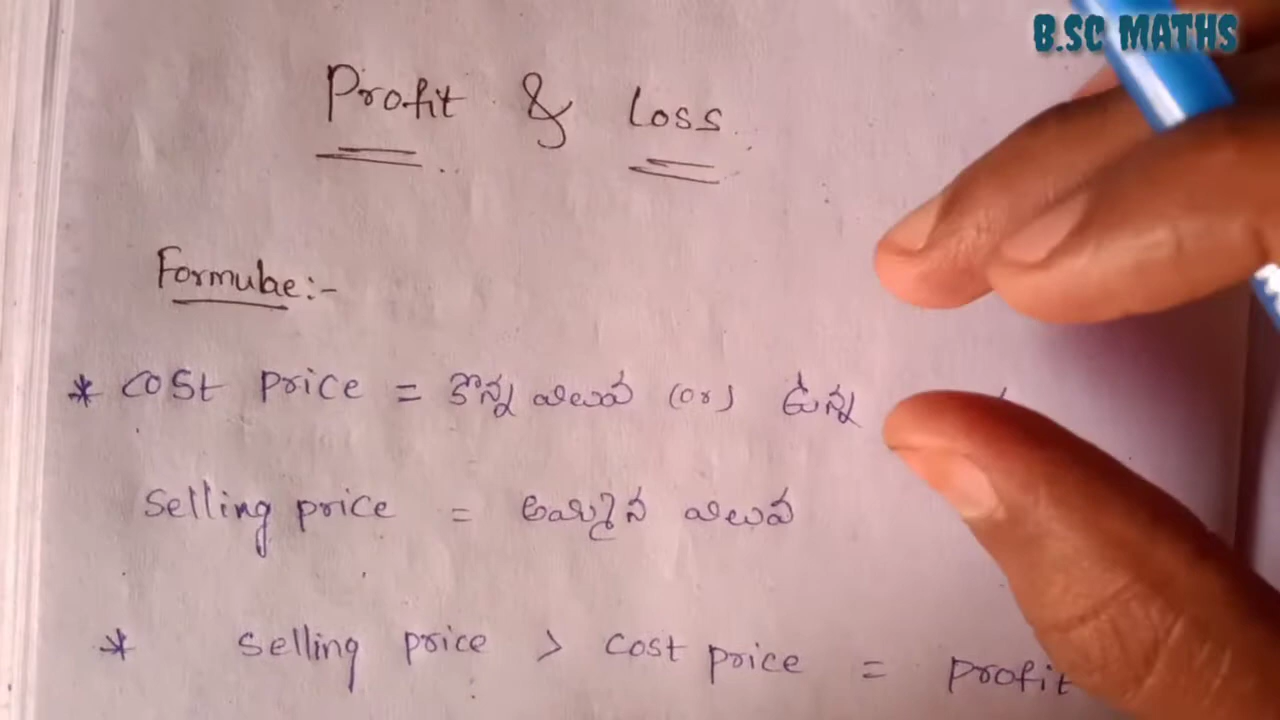 B.SC MATHS
Profit & Loss
Formulae:-
* Cost price = కొన్న విలువ (or) ఉన్న
Selling price = అమ్మిన విలువ
* Selling price > Cost price = Profit